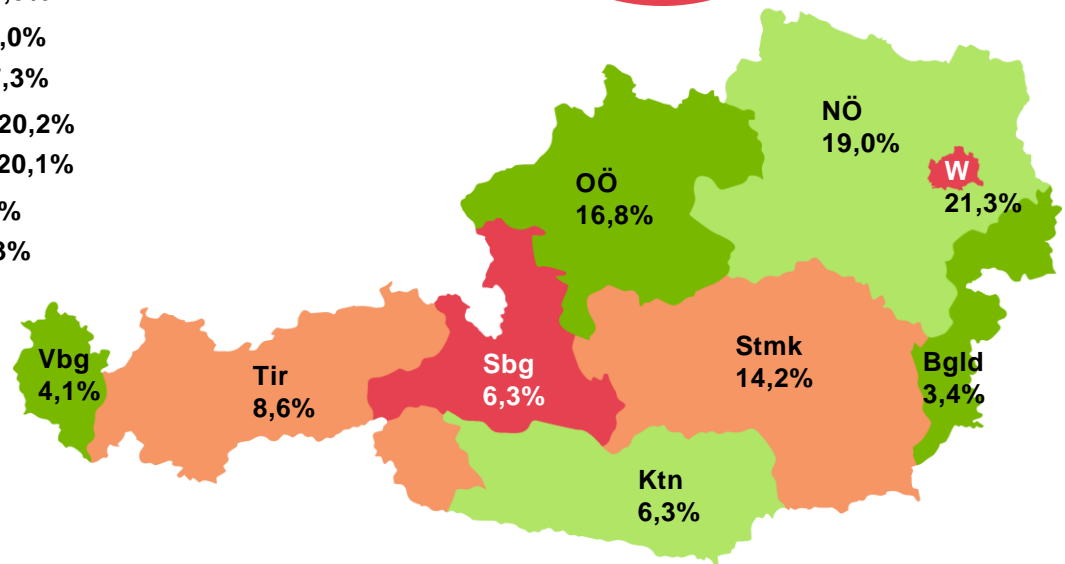 ,0%
,3%
20,2%
20,1%
%
3%
NÖ
19,0%
W
21,3%
OÖ
16,8%
Stmk
14,2%
Sbg
6,3%
Vbg
4,1%
Tir
8,6%
Bgld
3,4%
Ktn
6,3%